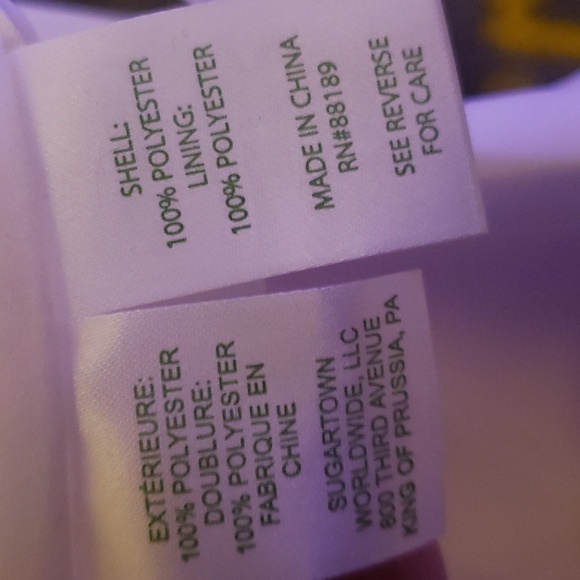 SHELL:
100% POLYESTER
LINING:
100% POLYESTER
MADE IN CHINA
RN#88189
SEE REVERSE
FOR CARE
EXTÉRIEURE:
100% POLYESTER
DOUBLURE:
100% POLYESTER
FABRIQUE EN
CHINE
SUGARTOWN
WORLDWIDE, LLC
800 THIRD AVENUE
KING OF PRUSSIA, PA